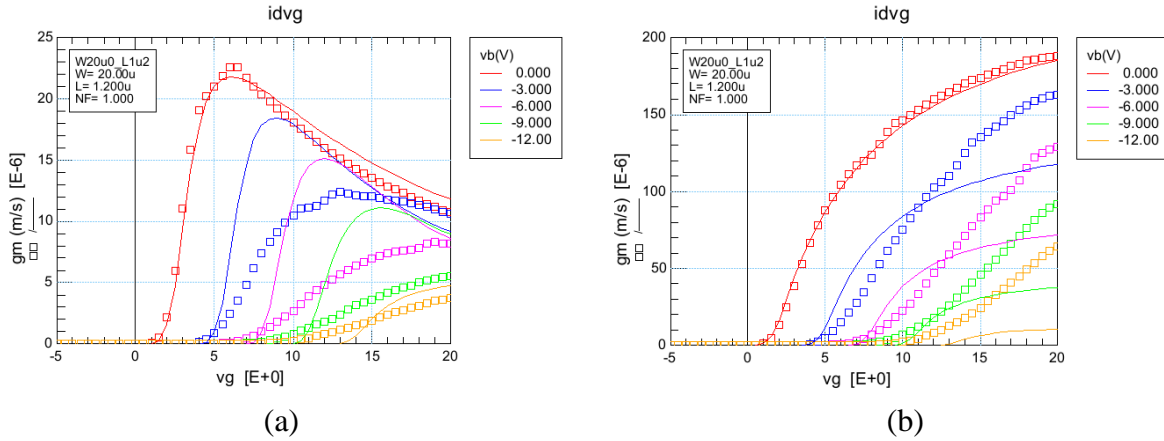 idvg
25
20
15
10
5
0
gm (m/s) [E-6]
-5
0
5
10
15
20
vg [E+0]
W20u0_L1u2
W= 20.00u
L= 1.200u
NF= 1.000
vb(V)
0.000
-3.000
-6.000
-9.000
-12.00
(a)
idvg
200
150
100
50
0
gm (m/s) [E-6]
-5
0
5
10
15
20
vg [E+0]
W20u0_L1u2
W= 20.00u
L= 1.200u
NF= 1.000
vb(V)
0.000
-3.000
-6.000
-9.000
-12.00
(b)